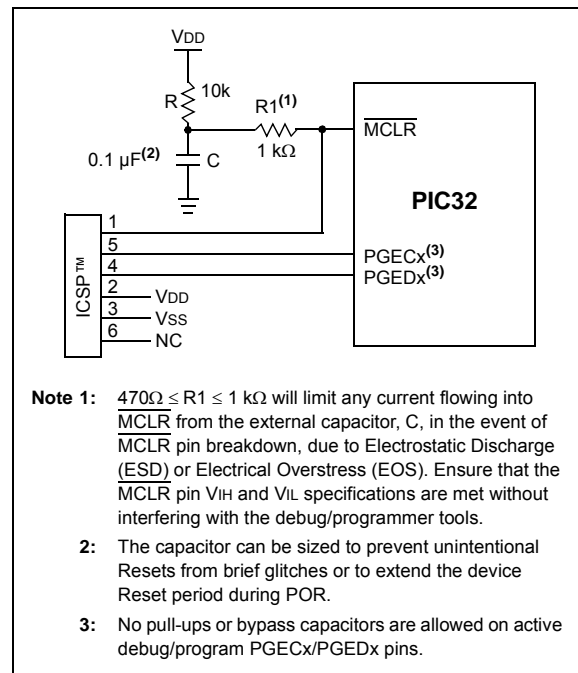 VDD
R 10k
R1(1)
1 kΩ
0.1 µF(2) C
MCLR
PIC32
ICSP™
1
5
4
2
3
6
PGECx(3)
PGEDx(3)
VDD
VSS
NC
Note 1: 470Ω ≤ R1 ≤ 1 kΩ will limit any current flowing into
MCLR from the external capacitor, C, in the event of
MCLR pin breakdown, due to Electrostatic Discharge
(ESD) or Electrical Overstress (EOS). Ensure that the
MCLR pin VIH and VIL specifications are met without
interfering with the debug/programmer tools.
2: The capacitor can be sized to prevent unintentional
Resets from brief glitches or to extend the device
Reset period during POR.
3: No pull-ups or bypass capacitors are allowed on active
debug/program PGECx/PGEDx pins.